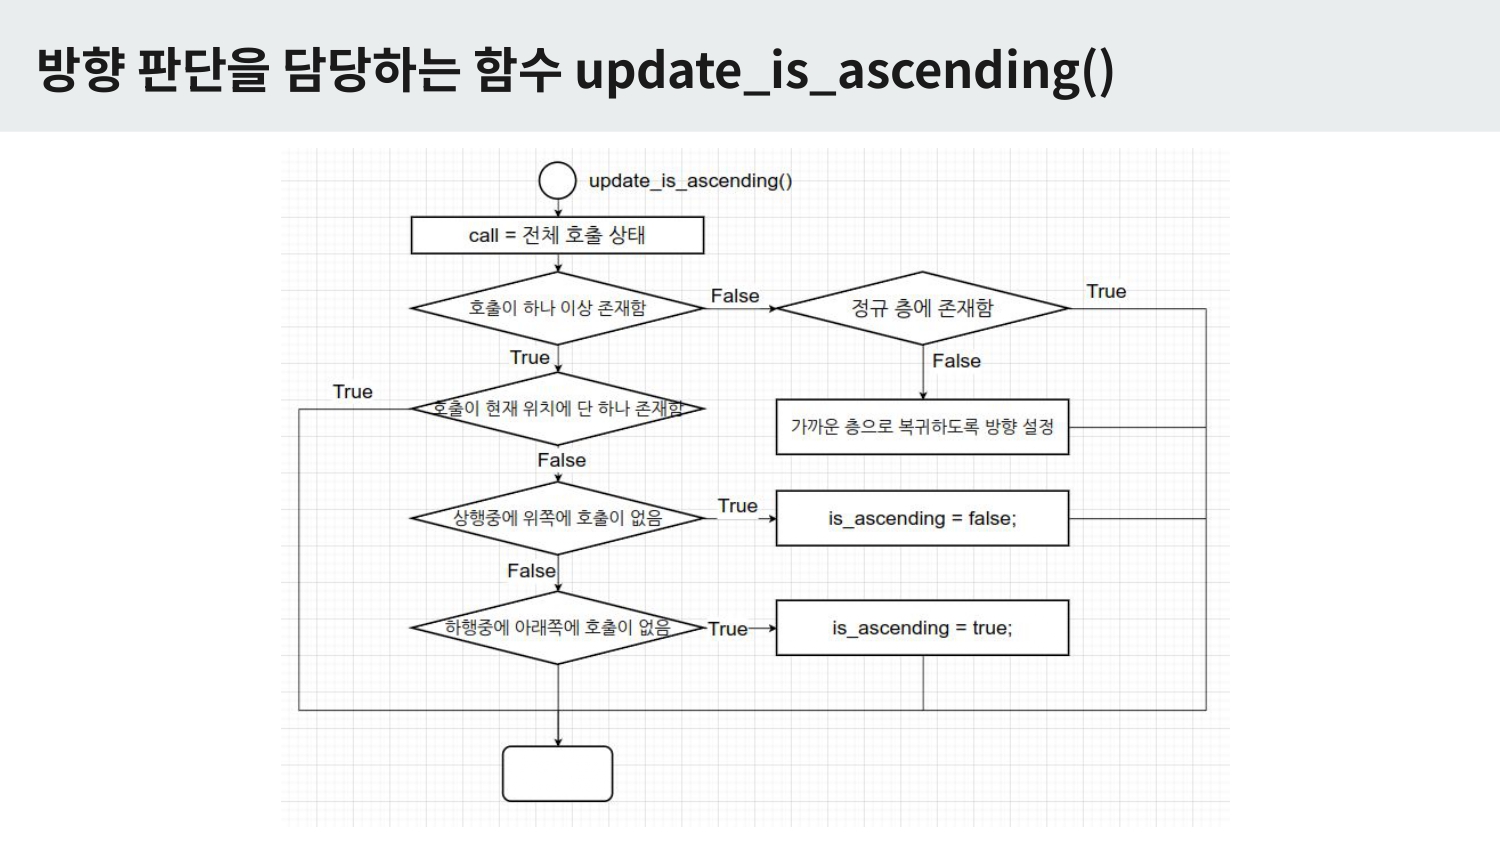 방향 판단을 담당하는 함수 update_is_ascending()
update_is_ascending()
call = 전체 호출 상태
호출이 하나 이상 존재함
False
정규 층에 존재함
True
True
False
True
호출이 현재 위치에 단 하나 존재함
가까운 층으로 복귀하도록 방향 설정
False
상행중에 위쪽에 호출이 없음
True
is_ascending = false;
False
하행중에 아래쪽에 호출이 없음
True
is_ascending = true;